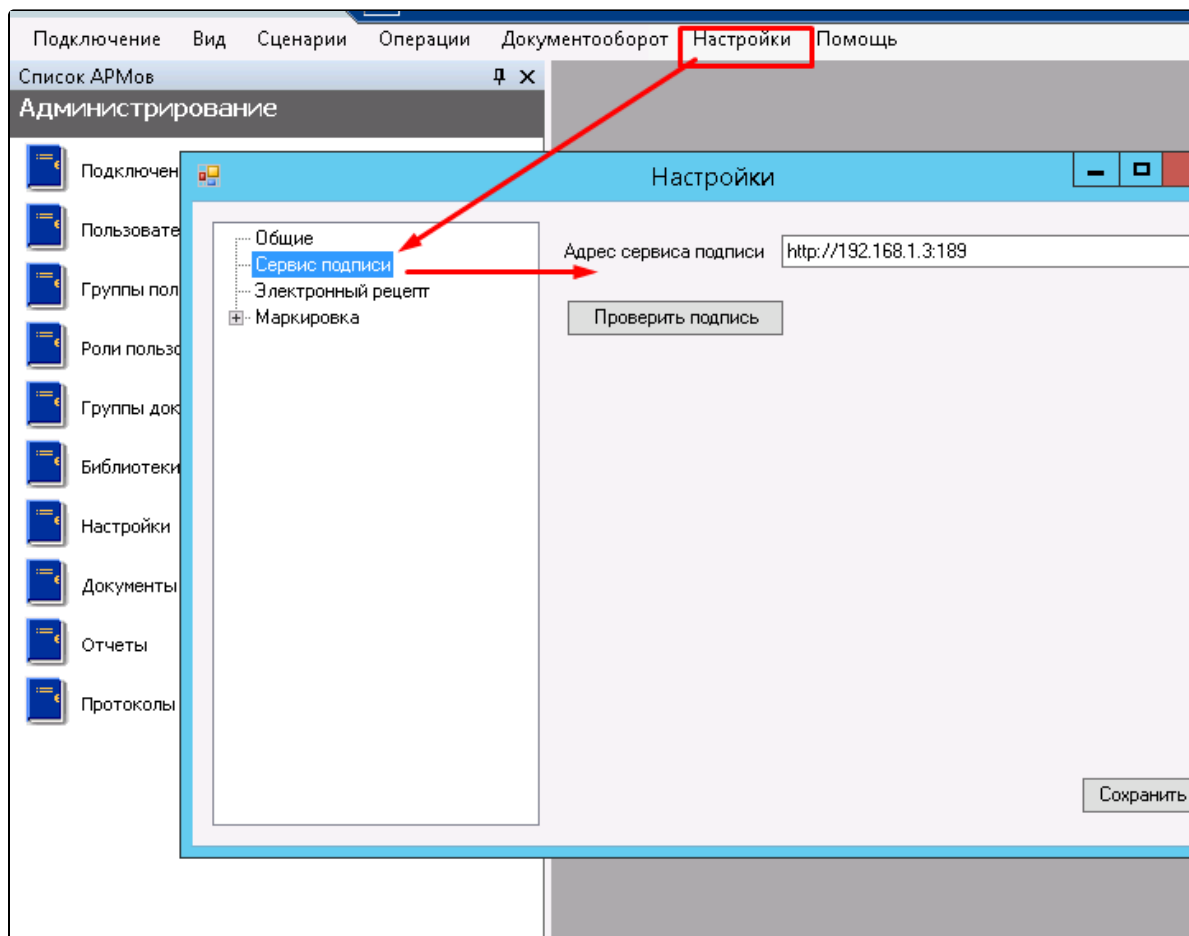 Подключение Вид Сценарии Операции Документооборот Настройки Помощь
Список АРМов
Администрирование
Подключен
Пользовате
Группы пол
Роли пользо
Группы док
Библиотеки
Настройки
Документы
Отчеты
Протоколы
Настройки
Общие
Сервис подписи
Электронный рецепт
Маркировка
Адрес сервиса подписи http://192.168.1.3:189
Проверить подпись
Сохранить